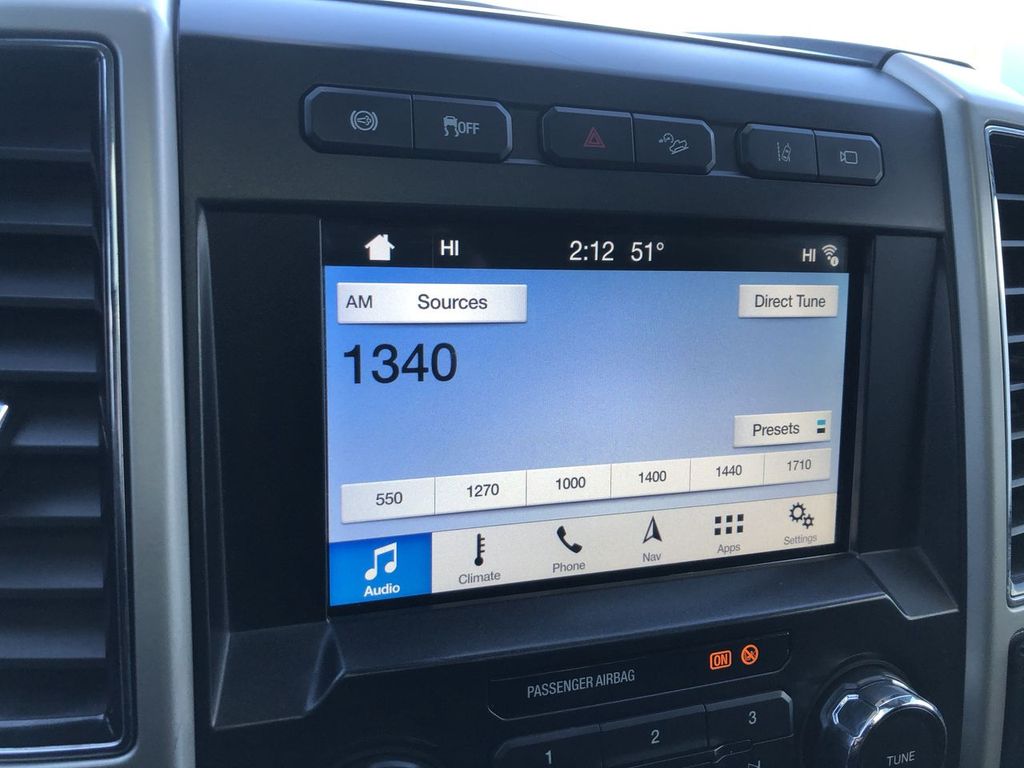 OFF
HI 2:12 51° HI
AM Sources Direct Tune
1340
Presets
550 1270 1000 1400 1440 1710
Audio Climate Phone Nav Apps Settings
PASSENGER AIRBAG ON
1 2 3
TUNE